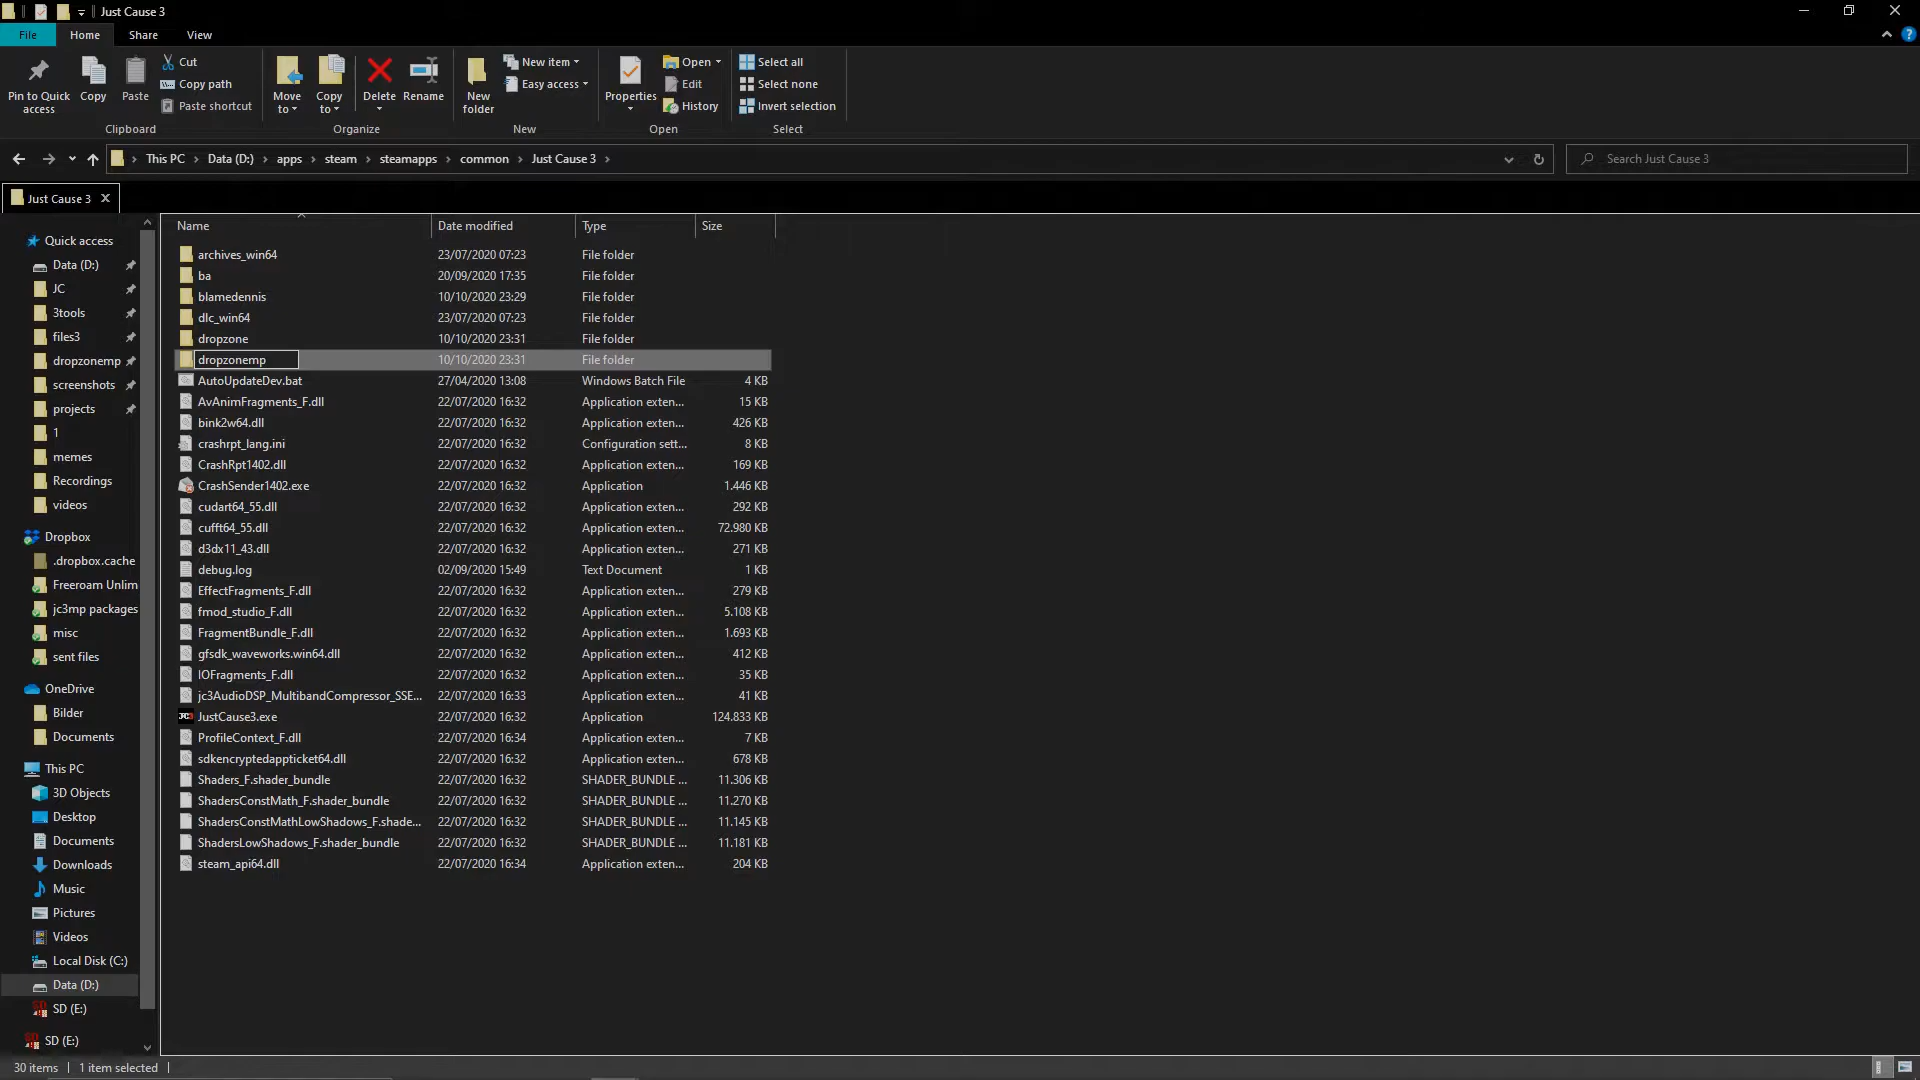 Just Cause 3
File
Home
Share
View
Pin to Quick access
Copy
Paste
Cut
Copy path
Paste shortcut
Clipboard
Move to
Copy to
Delete
Rename
Organize
New folder
New item
Easy access
New
Properties
Open
Edit
History
Open
Select all
Select none
Invert selection
Select
This PC > Data (D:) > apps > steam > steamapps > common > Just Cause 3 >
Search Just Cause 3
Just Cause 3
Quick access
Data (D:)
JC
3tools
files3
dropzonemp
screenshots
projects
1
memes
Recordings
videos
Dropbox
.dropbox.cache
Freeroam Unlim
jc3mp packages
misc
sent files
OneDrive
Bilder
Documents
This PC
3D Objects
Desktop
Documents
Downloads
Music
Pictures
Videos
Local Disk (C:)
Data (D:)
SD (E:)
SD (E:)
Name Date modified Type Size
archives_win64 23/07/2020 07:23 File folder
ba 20/09/2020 17:35 File folder
blamedennis 10/10/2020 23:29 File folder
dlc_win64 23/07/2020 07:23 File folder
dropzone 10/10/2020 23:31 File folder
dropzonemp 10/10/2020 23:31 File folder
AutoUpdateDev.bat 27/04/2020 13:08 Windows Batch File 4 KB
AvAnimFragments_F.dll 22/07/2020 16:32 Application exten... 15 KB
bink2w64.dll 22/07/2020 16:32 Application exten... 426 KB
crashrpt_lang.ini 22/07/2020 16:32 Configuration sett... 8 KB
CrashRpt1402.dll 22/07/2020 16:32 Application exten... 169 KB
CrashSender1402.exe 22/07/2020 16:32 Application 1.446 KB
cudart64_55.dll 22/07/2020 16:32 Application exten... 292 KB
cufft64_55.dll 22/07/2020 16:32 Application exten... 72.980 KB
d3dx11_43.dll 22/07/2020 16:32 Application exten... 271 KB
debug.log 02/09/2020 15:49 Text Document 1 KB
EffectFragments_F.dll 22/07/2020 16:32 Application exten... 279 KB
fmod_studio_F.dll 22/07/2020 16:32 Application exten... 5.108 KB
FragmentBundle_F.dll 22/07/2020 16:32 Application exten... 1.693 KB
gfsdk_waveworks.win64.dll 22/07/2020 16:32 Application exten... 412 KB
IOFragments_F.dll 22/07/2020 16:32 Application exten... 35 KB
jc3AudioDSP_MultibandCompressor_SSE... 22/07/2020 16:33 Application exten... 41 KB
JC3 JustCause3.exe 22/07/2020 16:32 Application 124.833 KB
ProfileContext_F.dll 22/07/2020 16:34 Application exten... 7 KB
sdkencryptedappticket64.dll 22/07/2020 16:32 Application exten... 678 KB
Shaders_F.shader_bundle 22/07/2020 16:32 SHADER_BUNDLE ... 11.306 KB
ShadersConstMath_F.shader_bundle 22/07/2020 16:32 SHADER_BUNDLE ... 11.270 KB
ShadersConstMathLowShadows_F.shade... 22/07/2020 16:32 SHADER_BUNDLE ... 11.145 KB
ShadersLowShadows_F.shader_bundle 22/07/2020 16:32 SHADER_BUNDLE ... 11.181 KB
steam_api64.dll 22/07/2020 16:34 Application exten... 204 KB
30 items 1 item selected